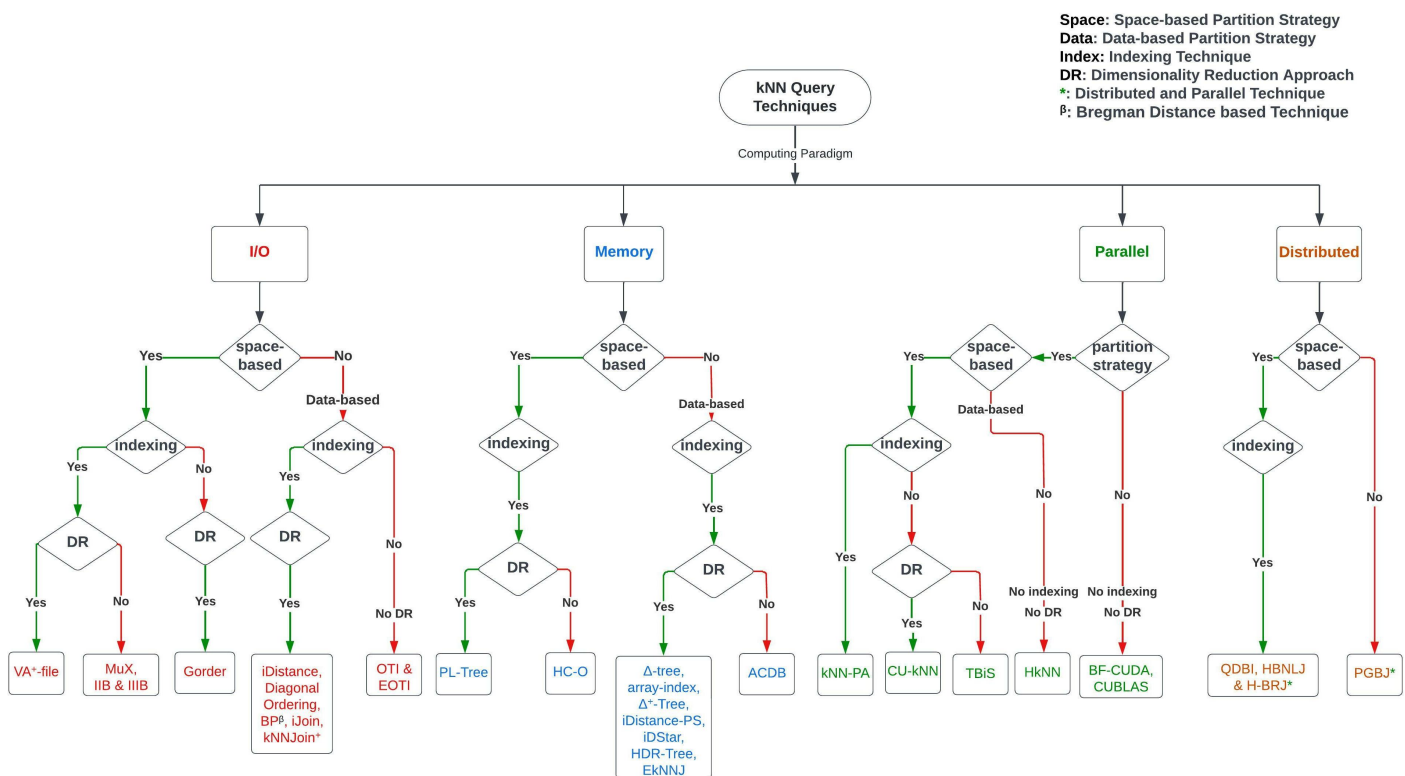 Space: Space-based Partition Strategy
Data: Data-based Partition Strategy
Index: Indexing Technique
DR: Dimensionality Reduction Approach
*: Distributed and Parallel Technique
β: Bregman Distance based Technique
kNN Query
Techniques
Computing Paradigm
I/O
Memory
Parallel
Distributed
space-
based
Yes
No
Data-based
indexing
Yes
No
DR
Yes
No
VA⁺-file
MuX,
IIB & IIIB
DR
Yes
Gorder
indexing
Yes
DR
Yes
iDistance,
Diagonal
Ordering,
BPᵝ, iJoin,
kNNJoin⁺
No
No DR
OTI &
EOTI
space-
based
Yes
No
Data-based
indexing
Yes
DR
Yes
No
PL-Tree
HC-O
indexing
Yes
DR
Yes
No
Δ-tree,
array-index,
Δ⁺-Tree,
iDistance-PS,
iDStar,
HDR-Tree,
EkNNJ
ACDB
partition
strategy
Yes
space-
based
Yes
Data-based
indexing
Yes
No
kNN-PA
DR
Yes
No
CU-kNN
TBiS
No
No indexing
No DR
HkNN
No
No indexing
No DR
BF-CUDA,
CUBLAS
space-
based
Yes
No
indexing
Yes
QDBI, HBNLJ
& H-BRJ*
PGBJ*